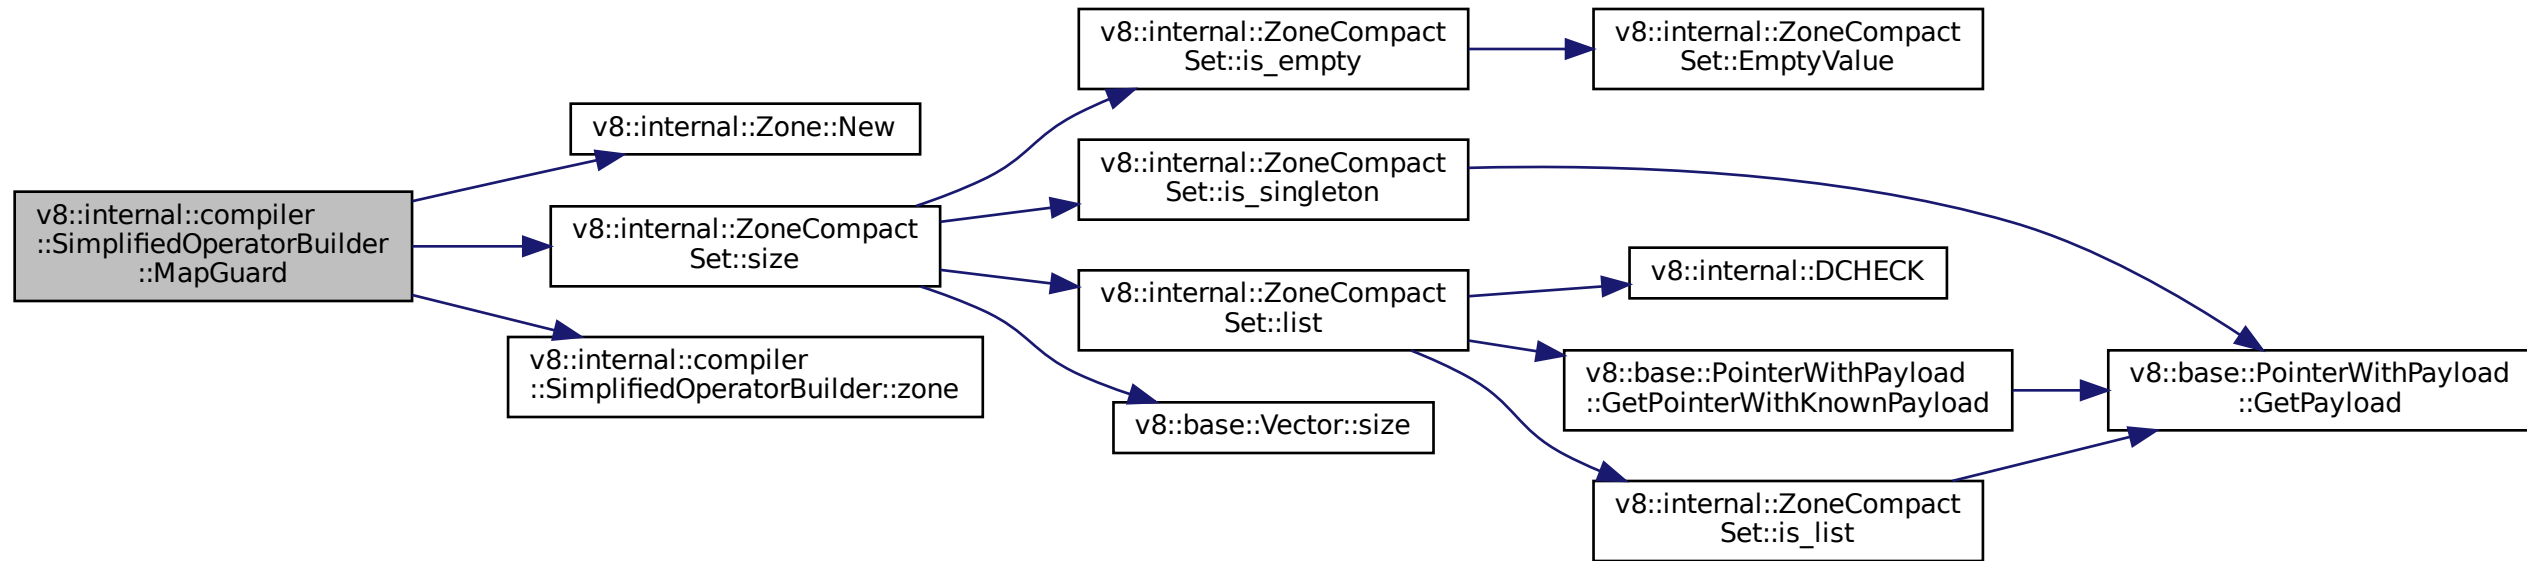 v8::internal::compiler
::SimplifiedOperatorBuilder
::MapGuard
v8::internal::Zone::New
v8::internal::ZoneCompact
Set::size
v8::internal::compiler
::SimplifiedOperatorBuilder::zone
v8::internal::ZoneCompact
Set::is_empty
v8::internal::ZoneCompact
Set::is_singleton
v8::internal::ZoneCompact
Set::list
v8::base::Vector::size
v8::internal::ZoneCompact
Set::EmptyValue
v8::internal::DCHECK
v8::base::PointerWithPayload
::GetPointerWithKnownPayload
v8::internal::ZoneCompact
Set::is_list
v8::base::PointerWithPayload
::GetPayload